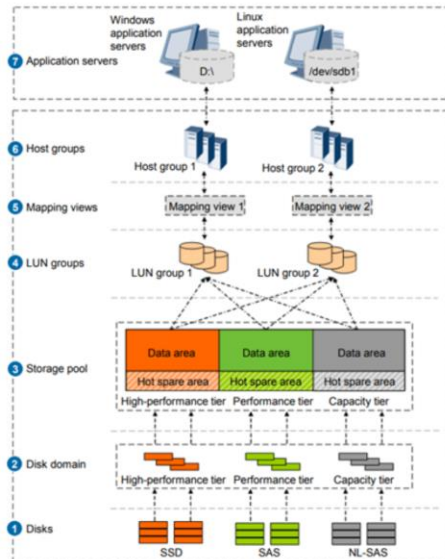 Windows
application
servers
Linux
application
servers
7 Application servers
D:\
/dev/sdb1
6 Host groups
Host group 1
Host group 2
5 Mapping views
Mapping view 1
Mapping view 2
4 LUN groups
LUN group 1
LUN group 2
3 Storage pool
Data area
Data area
Data area
Hot spare area
Hot spare area
Hot spare area
High-performance tier
Performance tier
Capacity tier
2 Disk domain
High-performance tier
Performance tier
Capacity tier
1 Disks
SSD
SAS
NL-SAS